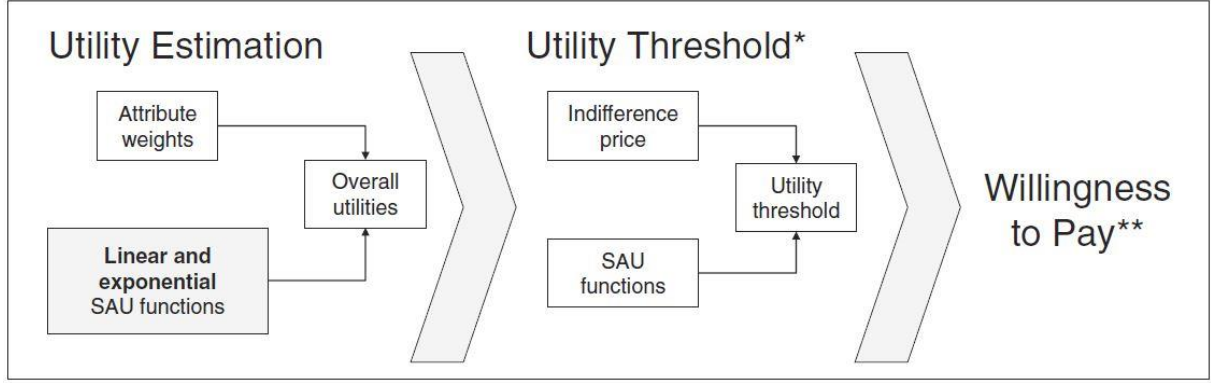 Utility Estimation
Attribute
weights
Overall
utilities
Linear and
exponential
SAU functions
Utility Threshold*
Indifference
price
Utility
threshold
SAU
functions
Willingness
to Pay**